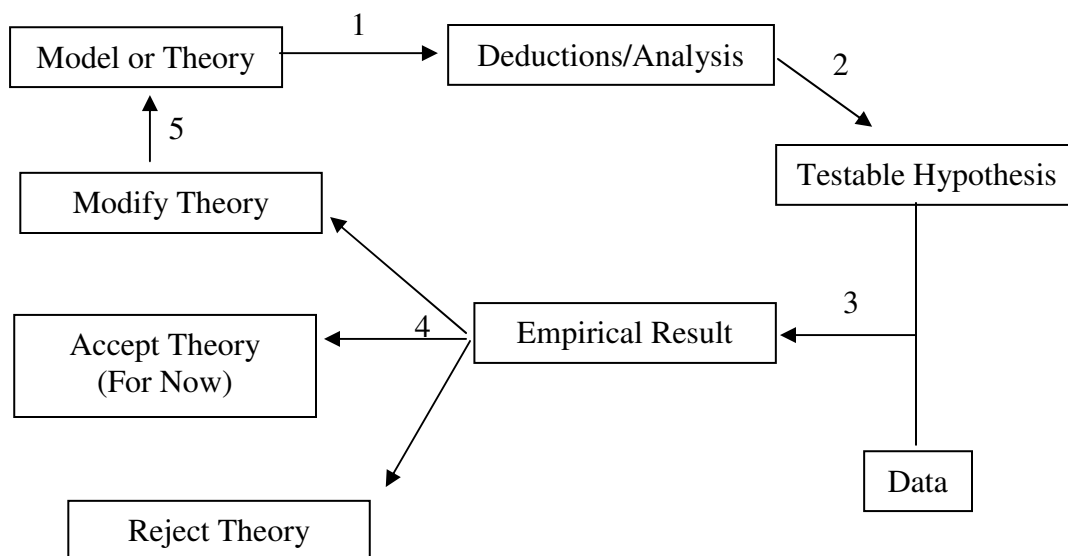 1
Model or Theory
Deductions/Analysis
2
5
Testable Hypothesis
Modify Theory
3
4
Empirical Result
Accept Theory
(For Now)
Data
Reject Theory